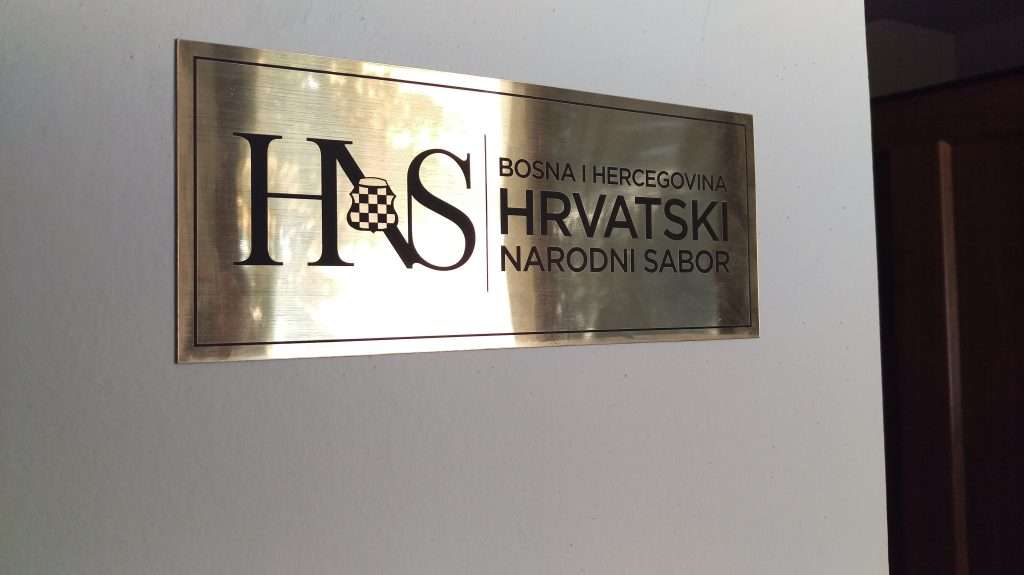 HNS
BOSNA I HERCEGOVINA
HRVATSKI
NARODNI SABOR